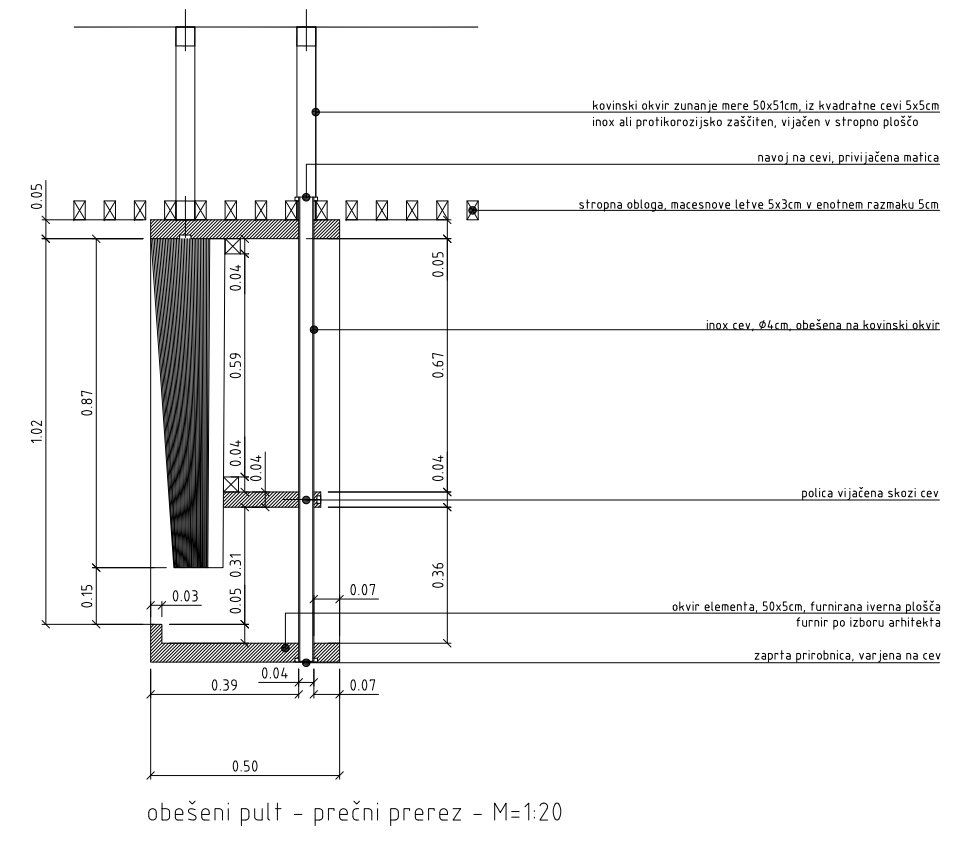 kovinski okvir zunanje mere 50x51cm, iz kvadratne cevi 5x5cm
inox ali protikorozijsko zaščiten, vijačen v stropno ploščo
navoj na cevi, privijačena matica
0.05
stropna obloga, macesnove letve 5x3cm v enotnem razmaku 5cm
0.04
0.05
inox cev, Ø4cm, obešena na kovinski okvir
0.59
0.67
0.87
1.02
0.04
0.04
0.04
polica vijačena skozi cev
0.31
0.36
0.15
0.03
0.05
0.07
okvir elementa, 50x5cm, furnirana iverna plošča
furnir po izboru arhitekta
zaprta prirobnica, varjena na cev
0.39
0.04
0.07
0.50
obešeni pult - prečni prerez - M=1:20